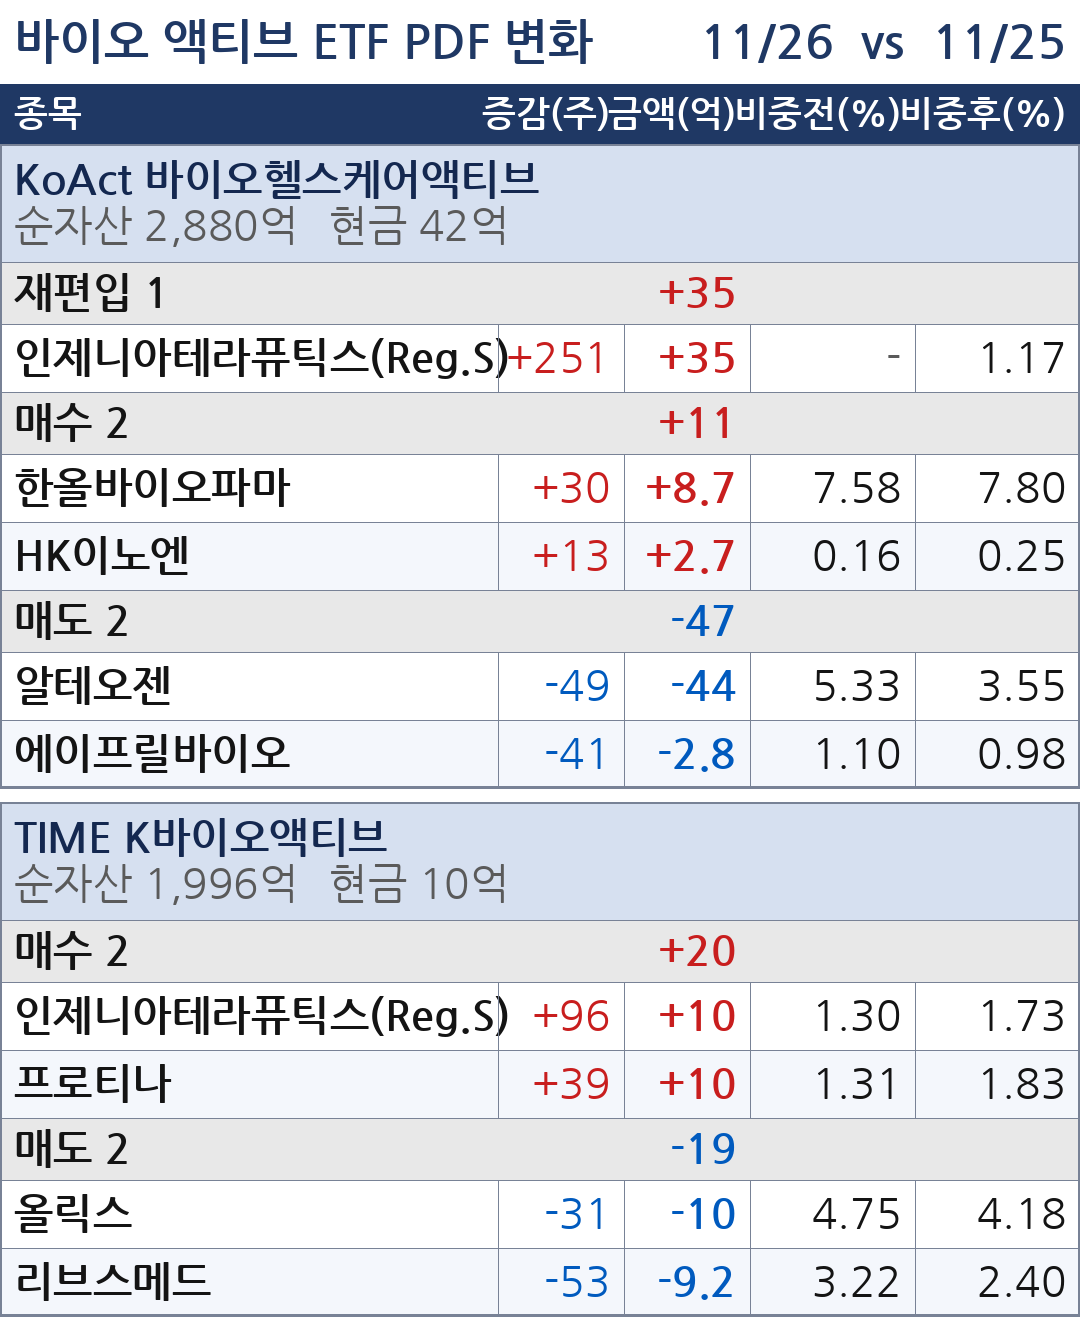 바이오 액티브 ETF PDF 변화 11/26 vs 11/25
종목 증감(주) 금액(억) 비중전(%) 비중후(%)
KoAct 바이오헬스케어액티브
순자산 2,880억 현금 42억
재편입 1 +35
인제니아테라퓨틱스(Reg.S) +251 +35 - 1.17
매수 2 +11
한올바이오파마 +30 +8.7 7.58 7.80
HK이노엔 +13 +2.7 0.16 0.25
매도 2 -47
알테오젠 -49 -44 5.33 3.55
에이프릴바이오 -41 -2.8 1.10 0.98
TIME K바이오액티브
순자산 1,996억 현금 10억
매수 2 +20
인제니아테라퓨틱스(Reg.S) +96 +10 1.30 1.73
프로티나 +39 +10 1.31 1.83
매도 2 -19
올릭스 -31 -10 4.75 4.18
리브스메드 -53 -9.2 3.22 2.40